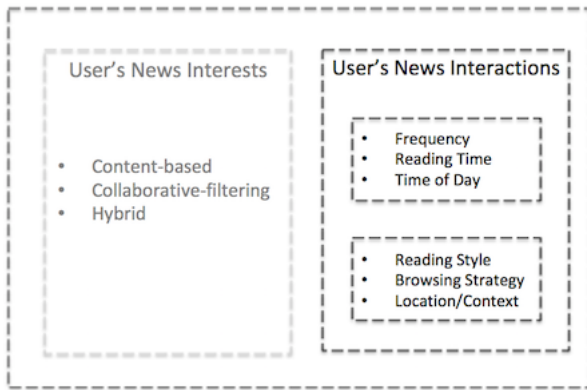 User's News Interests
• Content-based
• Collaborative-filtering
• Hybrid
User's News Interactions
• Frequency
• Reading Time
• Time of Day
• Reading Style
• Browsing Strategy
• Location/Context